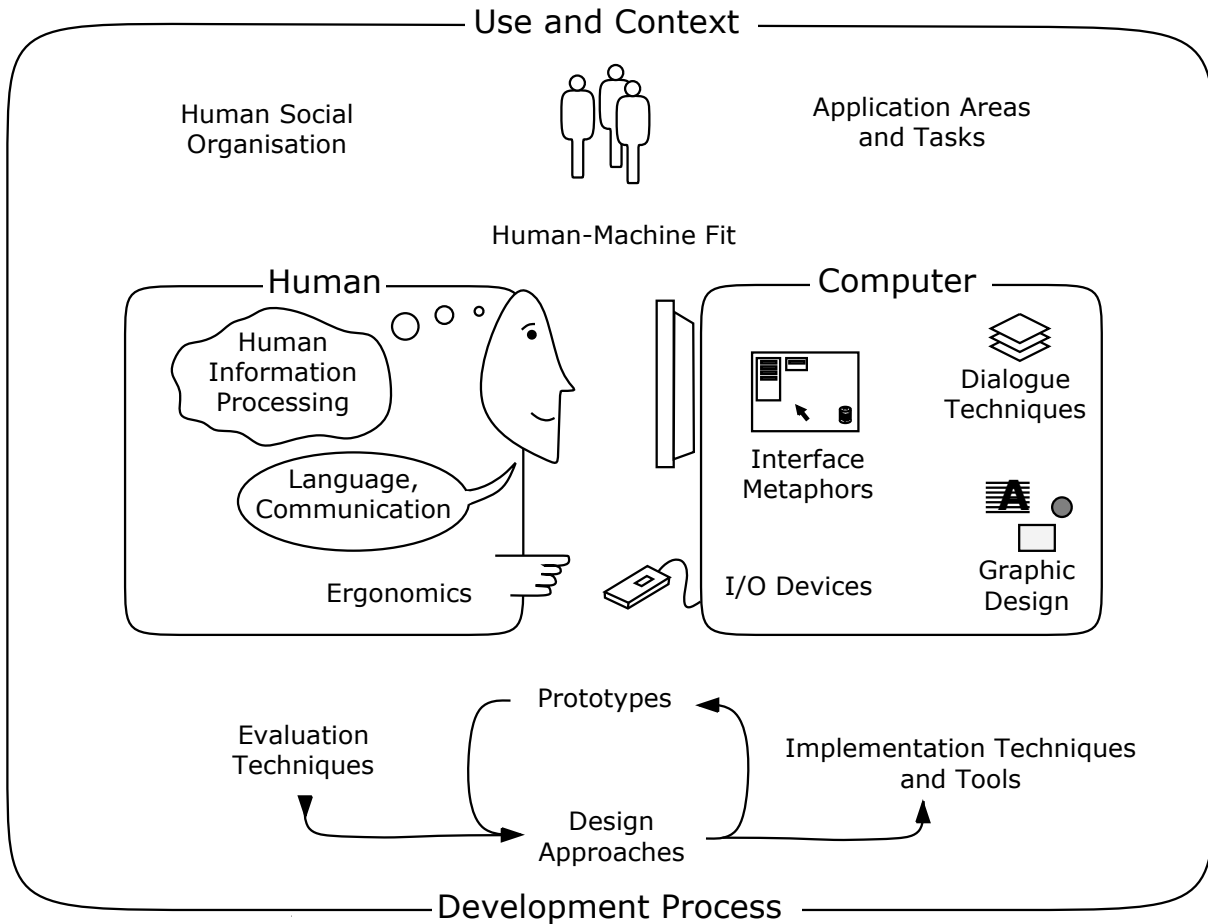 Use and Context
Human Social
Organisation
Application Areas
and Tasks
Human-Machine Fit
Human
Human
Information
Processing
Language,
Communication
Ergonomics
Computer
Dialogue
Techniques
Interface
Metaphors
A
I/O Devices
Graphic
Design
Prototypes
Evaluation
Techniques
Implementation Techniques
and Tools
Design
Approaches
Development Process